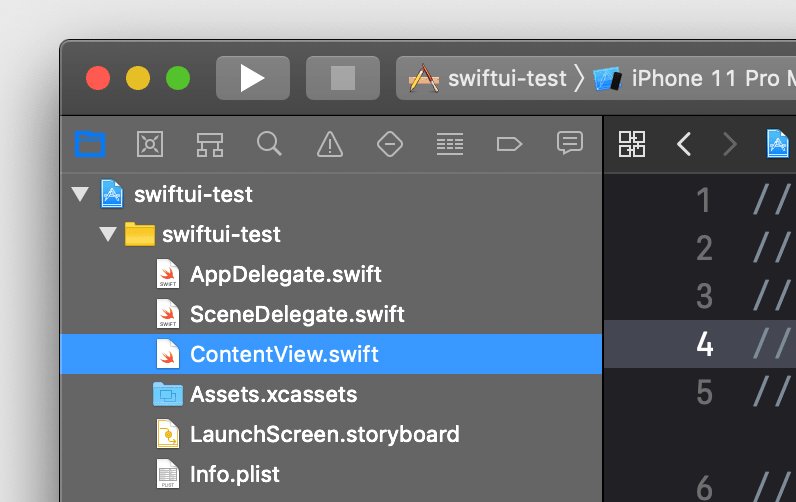 swiftui-test
iPhone 11 Pro
swiftui-test
swiftui-test
AppDelegate.swift
SceneDelegate.swift
ContentView.swift
Assets.xcassets
LaunchScreen.storyboard
Info.plist
1 //
2 //
3 //
4 //
5 //
6 //